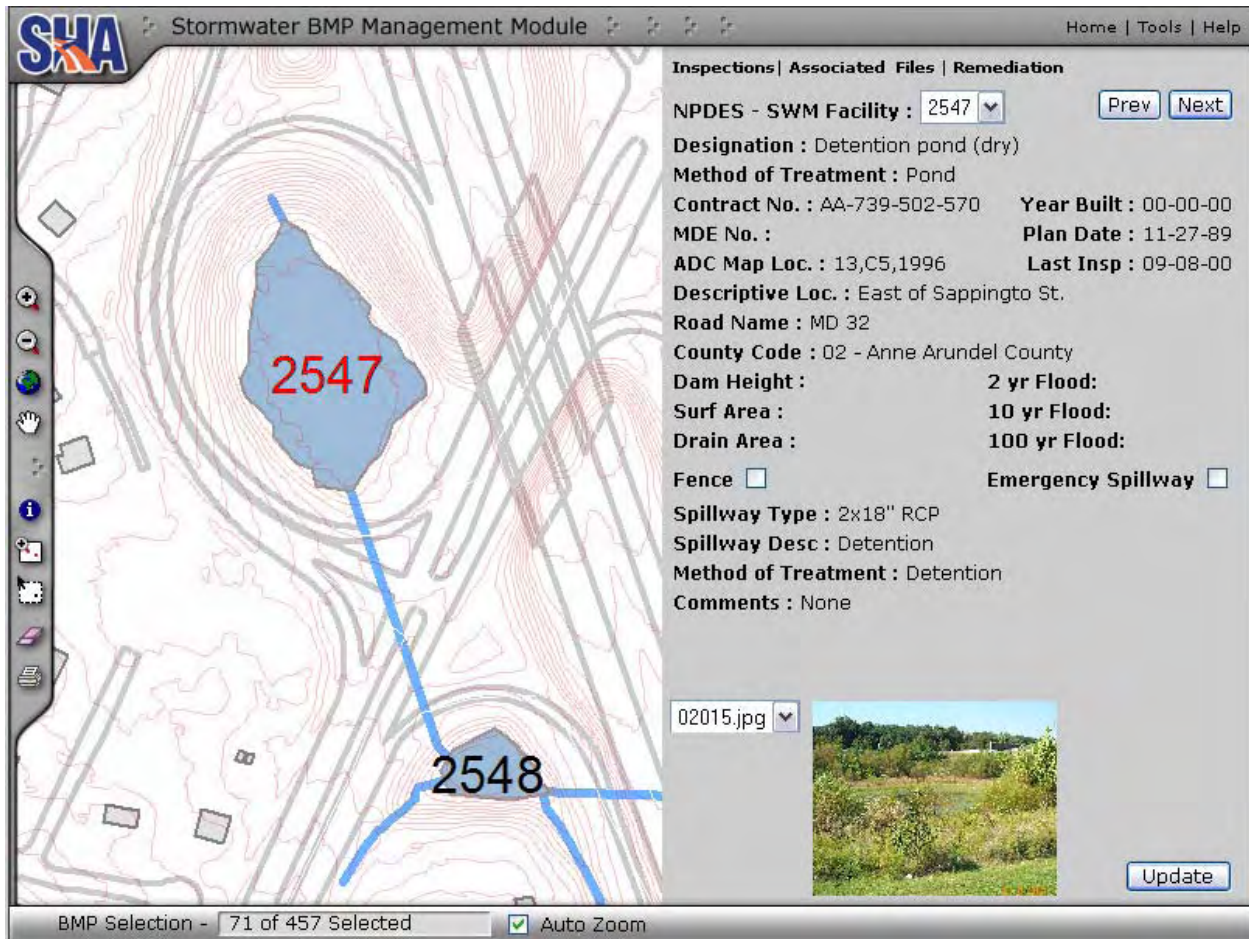 SHA Stormwater BMP Management Module Home | Tools | Help
Inspections| Associated Files | Remediation
NPDES - SWM Facility : 2547 Prev Next
Designation : Detention pond (dry)
Method of Treatment : Pond
Contract No. : AA-739-502-570 Year Built : 00-00-00
MDE No. : Plan Date : 11-27-89
ADC Map Loc. : 13,C5,1996 Last Insp : 09-08-00
Descriptive Loc. : East of Sappingto St.
Road Name : MD 32
County Code : 02 - Anne Arundel County
Dam Height : 2 yr Flood:
Surf Area : 10 yr Flood:
Drain Area : 100 yr Flood:
Fence Emergency Spillway
Spillway Type : 2x18" RCP
Spillway Desc : Detention
Method of Treatment : Detention
Comments : None
02015.jpg
Update
2547
2548
BMP Selection - 71 of 457 Selected Auto Zoom